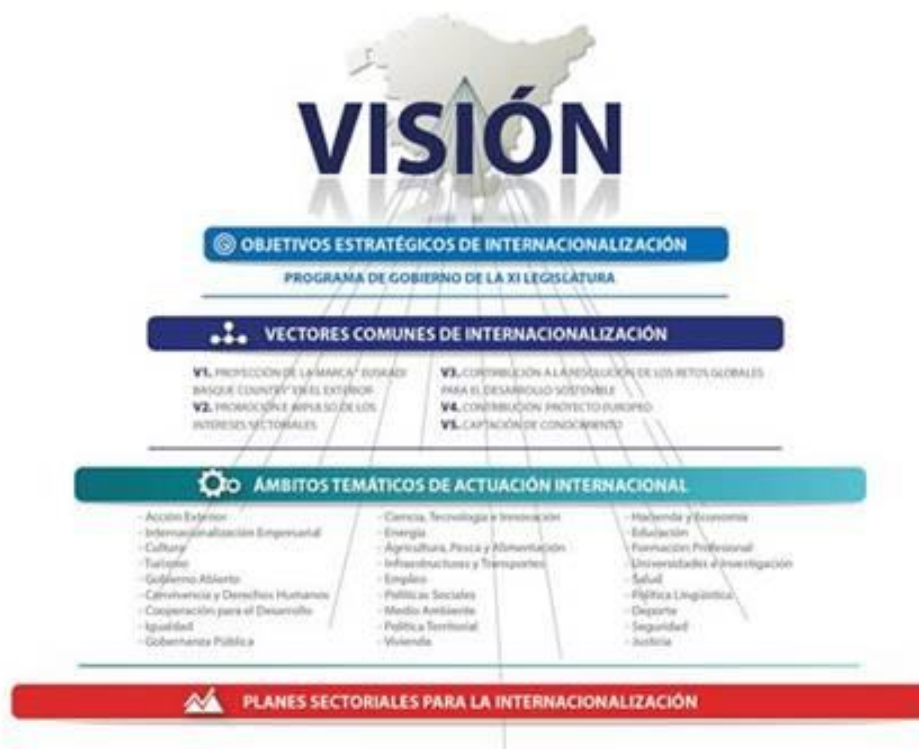 VISIÓN
OBJETIVOS ESTRATÉGICOS DE INTERNACIONALIZACIÓN
PROGRAMA DE GOBIERNO DE LA XI LEGISLATURA
VECTORES COMUNES DE INTERNACIONALIZACIÓN
V1. PROYECCIÓN DE LA MARCA "EUSKADI
BASQUE COUNTRY" EN EL EXTERIOR
V2. PROMOCIÓN E IMPULSO DE LOS
INTERESES SECTORIALES
V3. CONTRIBUCIÓN A LA RESOLUCIÓN DE LOS RETOS GLOBALES
PARA EL DESARROLLO SOSTENIBLE
V4. CONTRIBUCIÓN PROYECTO EUROPEO
V5. CAPTACIÓN DE CONOCIMIENTO
ÁMBITOS TEMÁTICOS DE ACTUACIÓN INTERNACIONAL
- Acción Exterior
- Internacionalización Empresarial
- Cultura
- Turismo
- Gobierno Abierto
- Convivencia y Derechos Humanos
- Cooperación para el Desarrollo
- Igualdad
- Gobernanza Pública
- Ciencia, Tecnología e Innovación
- Energía
- Agricultura, Pesca y Alimentación
- Infraestructuras y Transportes
- Empleo
- Políticas Sociales
- Medio Ambiente
- Política Territorial
- Vivienda
- Hacienda y Economía
- Educación
- Formación Profesional
- Universidades e Investigación
- Salud
- Política Lingüística
- Deporte
- Seguridad
- Justicia
PLANES SECTORIALES PARA LA INTERNACIONALIZACIÓN